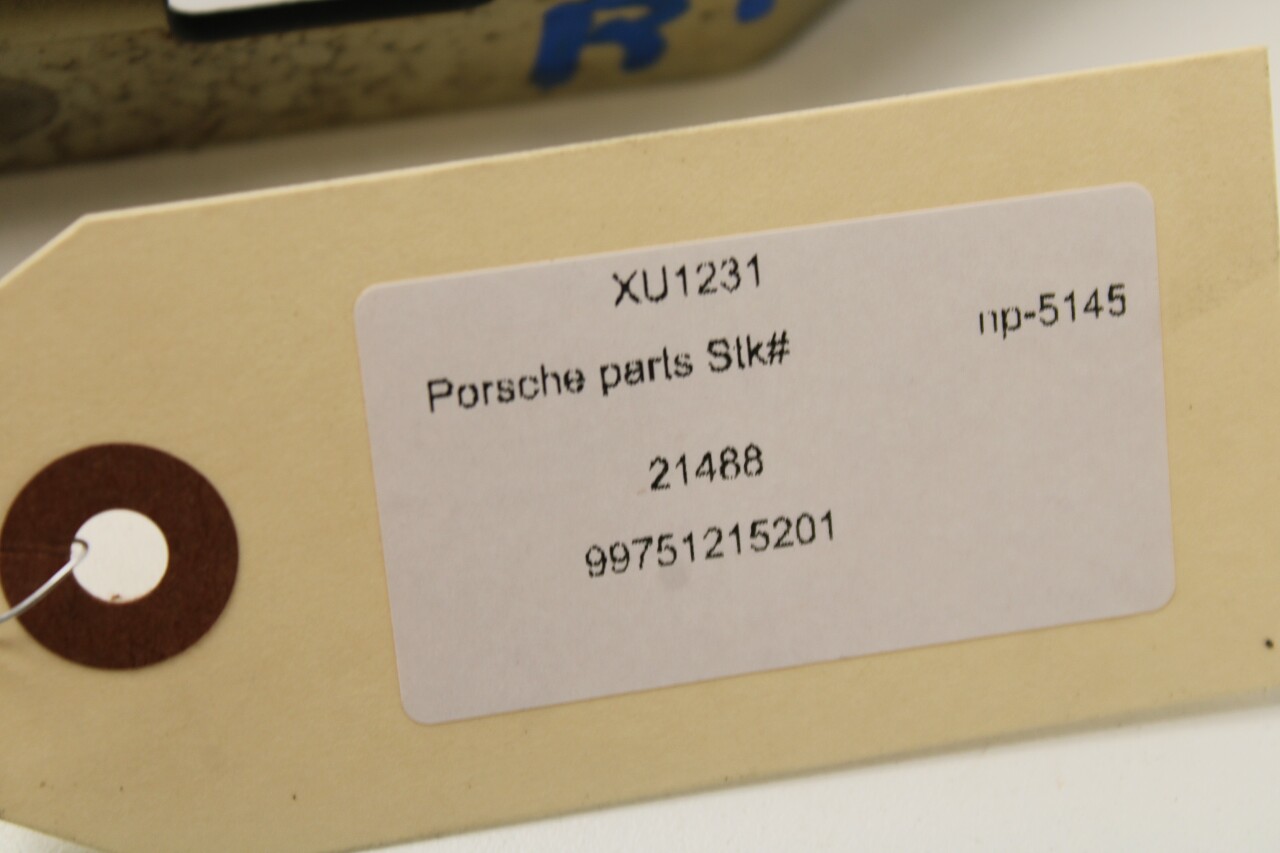 R
XU1231
np-5145
Porsche parts Stk#
21488
99751215201